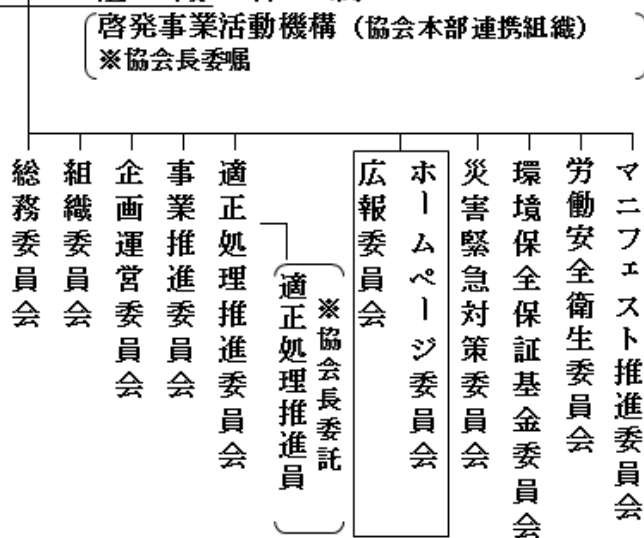 啓発事業活動機構（協会本部連携組織）
※協会長委嘱
マニフェスト推進委員会
労働安全衛生委員会
環境保全保証基金委員会
災害緊急対策委員会
ホームページ委員会
広報委員会
※協会長委託
適正処理推進員
適正処理推進委員会
事業推進委員会
企画運営委員会
組織委員会
総務委員会